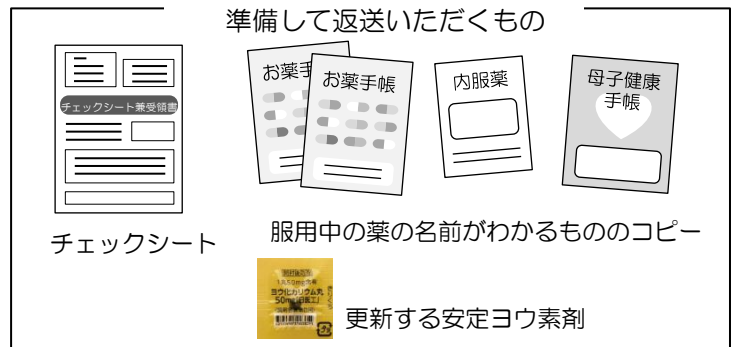 準備して返送いただくもの
チェックシート兼受領書
お薬手
お薬手帳
内服薬
母子健康
手帳
チェックシート
服用中の薬の名前がわかるもののコピー
ヨウ化カリウム丸
50mg「日医工」
更新する安定ヨウ素剤